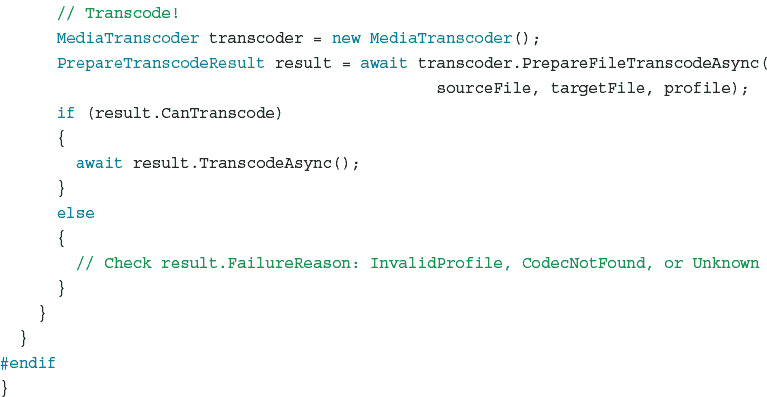 // Transcode!
MediaTranscoder transcoder = new MediaTranscoder();
PrepareTranscodeResult result = await transcoder.PrepareFileTranscodeAsync(
sourceFile, targetFile, profile);
if (result.CanTranscode)
{
await result.TranscodeAsync();
}
else
{
// Check result.FailureReason: InvalidProfile, CodecNotFound, or Unknown
}
}
}
#endif
}